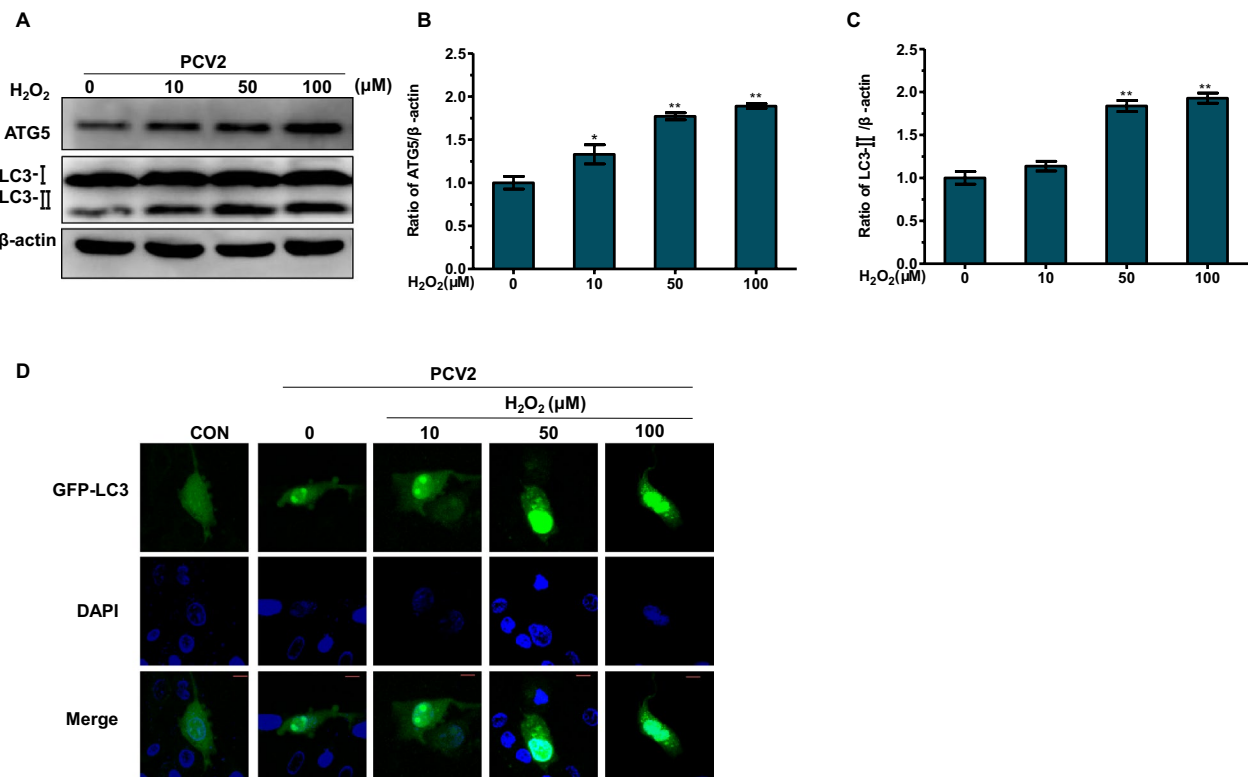 A
PCV2
H₂O₂ 0 10 50 100 (μM)
ATG5
LC3-Ⅰ
LC3-Ⅱ
β-actin
B
Ratio of ATG5/β -actin
2.5
2.0
1.5
1.0
0.5
0.0
*
**
**
H₂O₂(μM) 0 10 50 100
C
Ratio of LC3-Ⅱ /β -actin
2.5
2.0
1.5
1.0
0.5
0.0
**
**
H₂O₂(μM) 0 10 50 100
D
PCV2
H₂O₂ (μM)
CON 0 10 50 100
GFP-LC3
DAPI
Merge